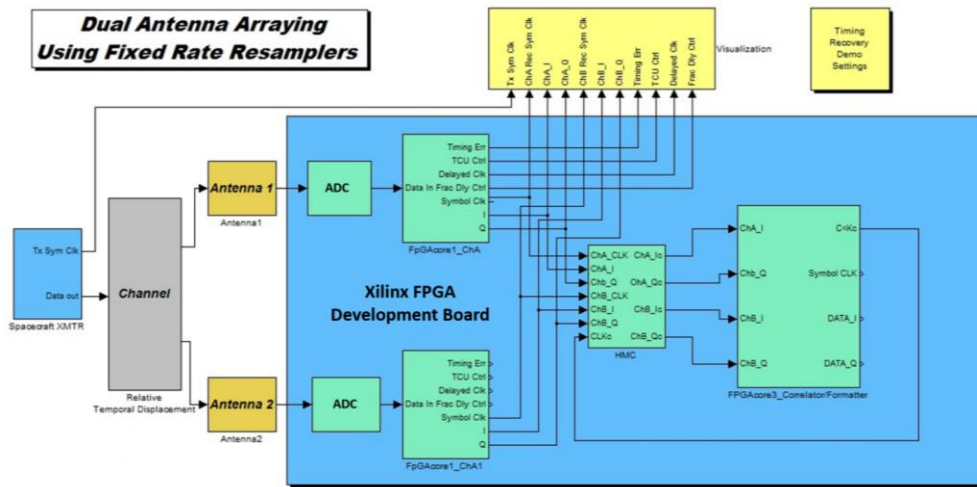 Dual Antenna Arraying
Using Fixed Rate Resamplers
Tx Sym Clk
ChA Rec Sym Clk
ChA_I
ChA_Q
ChB Rec Sym Clk
ChB_I
ChB_Q
Timing Err
TCU Ctrl
Delayed Clk
Frac Dly Ctrl
Visualization
Timing
Recovery
Demo
Settings
Tx Sym Clk
Data out
Spacecraft XMTR
Channel
Relative
Temporal Displacement
Antenna 1
Antenna1
ADC
Timing Err
TCU Ctrl
Delayed Clk
Data In Frac Dly Ctrl
Symbol Clk
I
Q
FpGAcore1_ChA
Xilinx FPGA
Development Board
Antenna 2
Antenna2
ADC
Timing Err
TCU Ctrl
Delayed Clk
Data In Frac Dly Ctrl
Symbol Clk
I
Q
FpGAcore1_ChA1
ChA_CLK ChA_Ic
ChA_I
Chb_Q OhA_Qc
ChB_CLK
ChB_I ChB_Ic
ChB_Q
CLKc ChB_Qc
HMC
ChA_I C<Kc
Chb_Q Symbol CLK
ChB_I DATA_I
ChB_Q DATA_Q
FPGAcore3_Correlator/Formatter